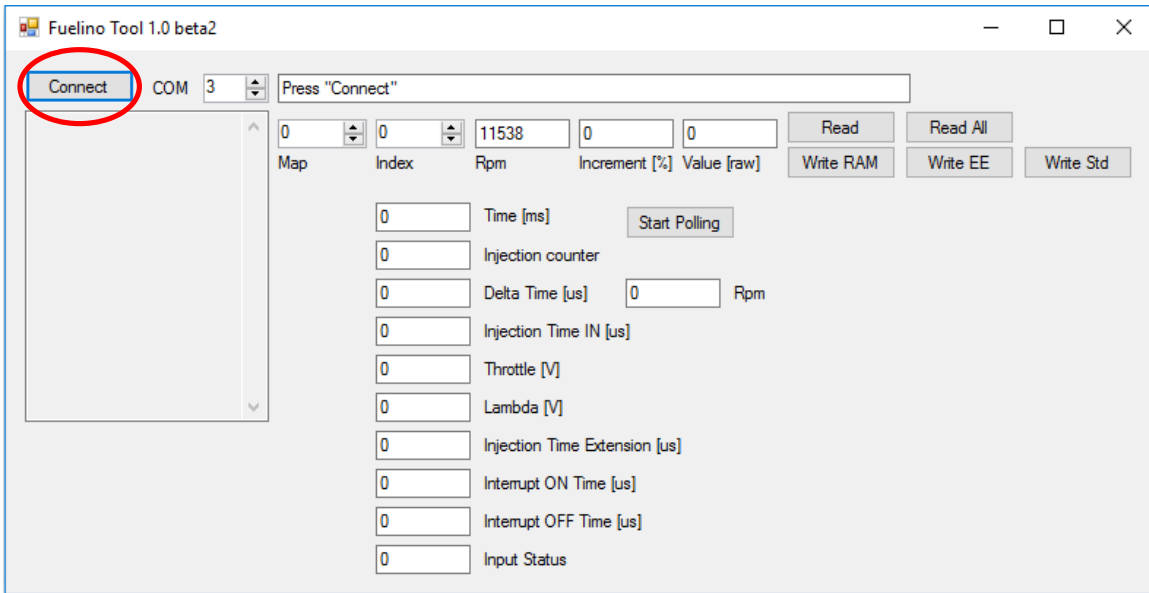 Fuelino Tool 1.0 beta2
Connect COM 3 Press "Connect"
0 0 11538 0 0 Read Read All
Map Index Rpm Increment [%] Value [raw] Write RAM Write EE Write Std
0 Time [ms] Start Polling
0 Injection counter
0 Delta Time [us] 0 Rpm
0 Injection Time IN [us]
0 Throttle [V]
0 Lambda [V]
0 Injection Time Extension [us]
0 Interrupt ON Time [us]
0 Interrupt OFF Time [us]
0 Input Status